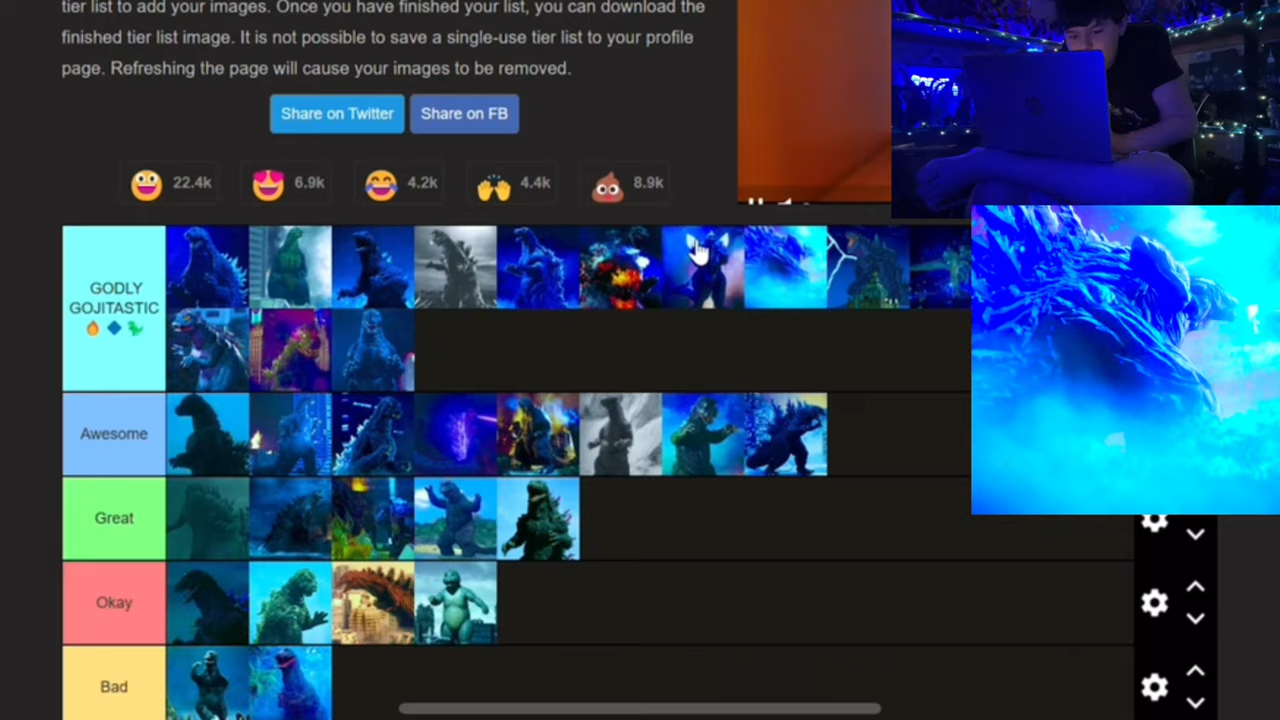 tier list to add your images. Once you have finished your list, you can download the
finished tier list image. It is not possible to save a single-use tier list to your profile
page. Refreshing the page will cause your images to be removed.
Share on Twitter Share on FB
22.4k 6.9k 4.2k 4.4k 8.9k
GODLY
GOJITASTIC
🔥 🔷 🦖
Awesome
Great
Okay
Bad